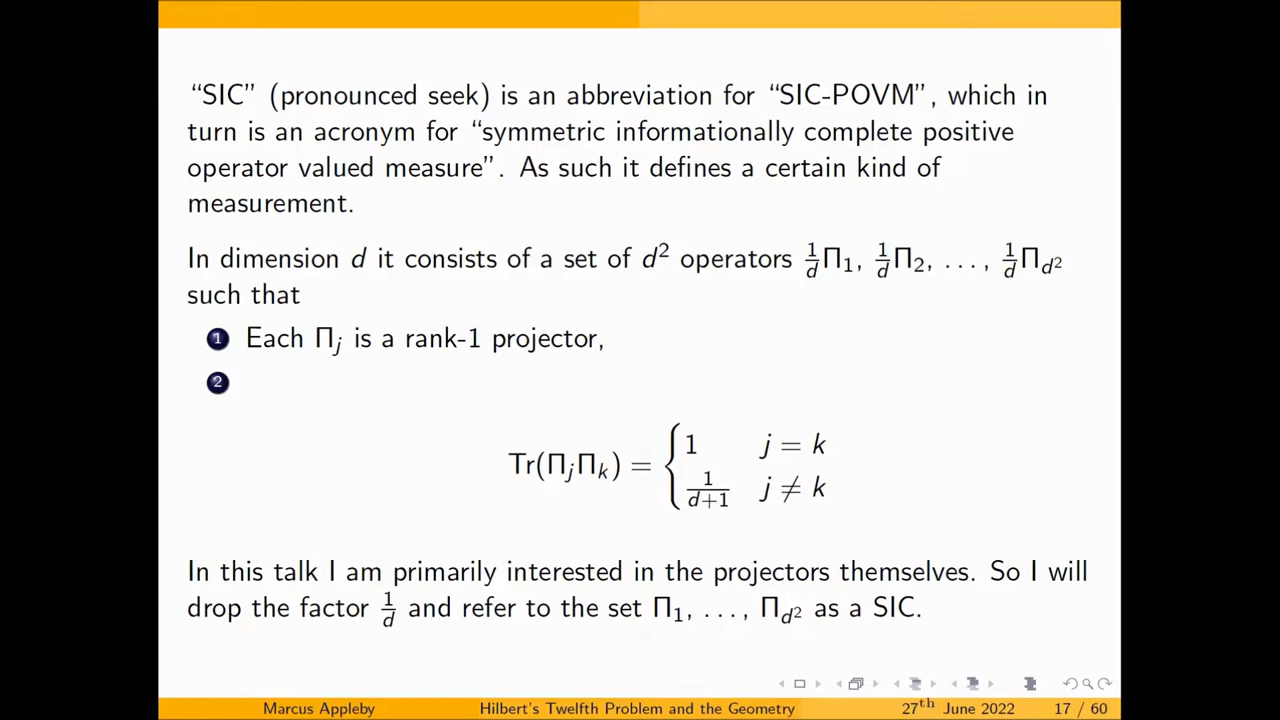 “SIC” (pronounced seek) is an abbreviation for “SIC-POVM”, which in
turn is an acronym for “symmetric informationally complete positive
operator valued measure”. As such it defines a certain kind of
measurement.
In dimension d it consists of a set of d² operators 1/d Π₁, 1/d Π₂, ..., 1/d Π_{d²}
such that
1 Each Πⱼ is a rank-1 projector,
2
Tr(ΠⱼΠₖ) = { 1 j = k
1/(d+1) j ≠ k
In this talk I am primarily interested in the projectors themselves. So I will
drop the factor 1/d and refer to the set Π₁, ..., Π_{d²} as a SIC.
Marcus Appleby Hilbert's Twelfth Problem and the Geometry 27th June 2022 17 / 60